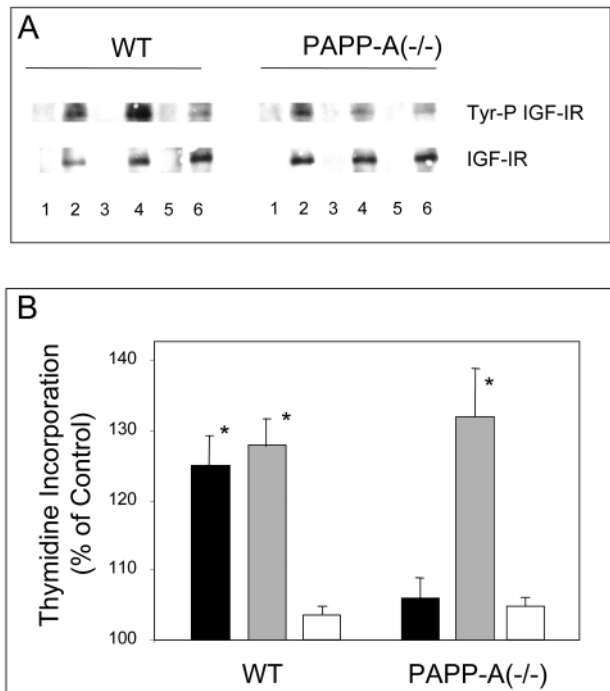 A
WT PAPP-A(-/-)
Tyr-P IGF-IR
IGF-IR
1 2 3 4 5 6 1 2 3 4 5 6
B
Thymidine Incorporation
(% of Control)
140
130
120
110
100
* * *
WT PAPP-A(-/-)